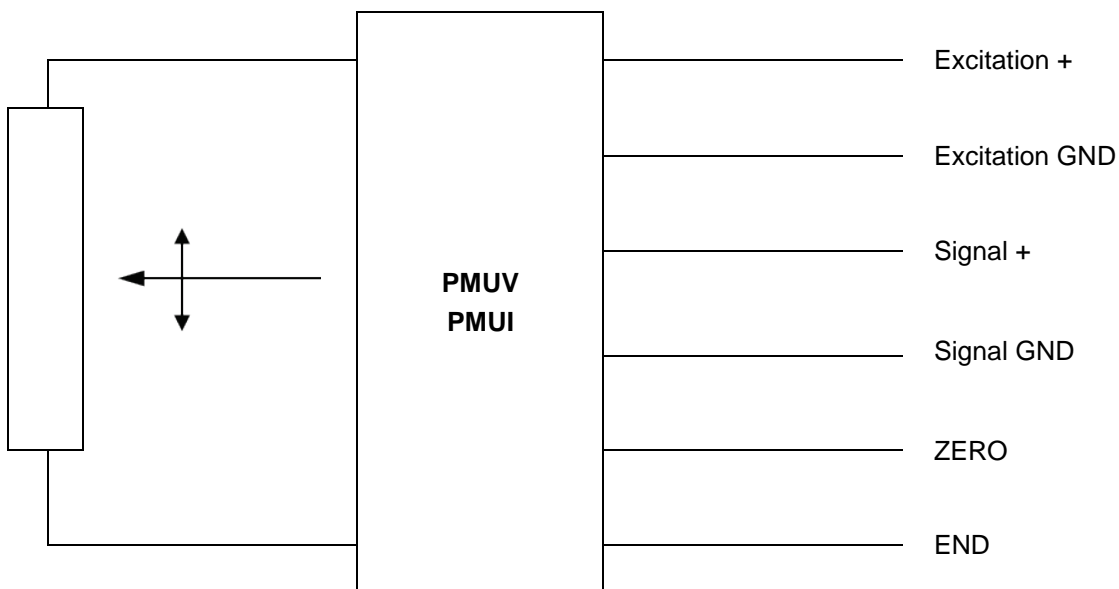 Excitation +
Excitation GND
Signal +
PMUV
PMUI
Signal GND
ZERO
END